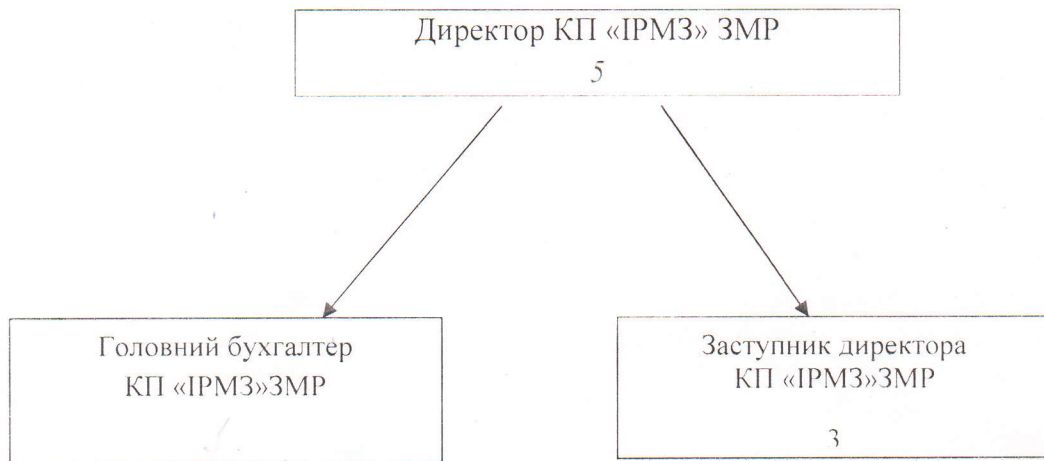 Директор КП «ІРМЗ» ЗМР
5
Головний бухгалтер
КП «ІРМЗ»ЗМР
Заступник директора
КП «ІРМЗ»ЗМР
3